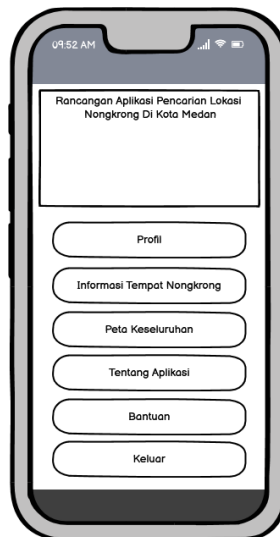 09:52 AM
Rancangan Aplikasi Pencarian Lokasi
Nongkrong Di Kota Medan
Profil
Informasi Tempat Nongkrong
Peta Keseluruhan
Tentang Aplikasi
Bantuan
Keluar